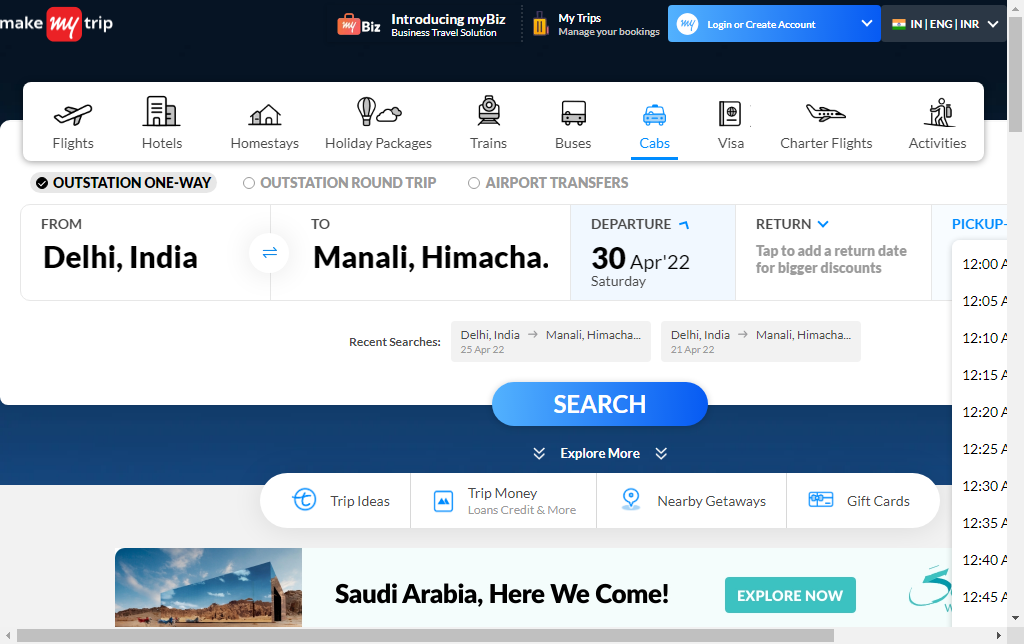 make my trip
my Biz
Introducing myBiz
Business Travel Solution
My Trips
Manage your bookings
my
Login or Create Account
IN | ENG | INR
Flights
Hotels
Homestays
Holiday Packages
Trains
Buses
Cabs
Visa
Charter Flights
Activities
OUTSTATION ONE-WAY
OUTSTATION ROUND TRIP
AIRPORT TRANSFERS
FROM
Delhi, India
TO
Manali, Himacha.
DEPARTURE
30 Apr'22
Saturday
RETURN
Tap to add a return date
for bigger discounts
PICKUP-
12:00 A
12:05 A
12:10 A
12:15 A
12:20 A
12:25 A
12:30 A
12:35 A
12:40 A
12:45 A
Recent Searches:
Delhi, India → Manali, Himacha...
25 Apr 22
Delhi, India → Manali, Himacha...
21 Apr 22
SEARCH
Explore More
Trip Ideas
Trip Money
Loans Credit & More
Nearby Getaways
Gift Cards
Saudi Arabia, Here We Come!
EXPLORE NOW